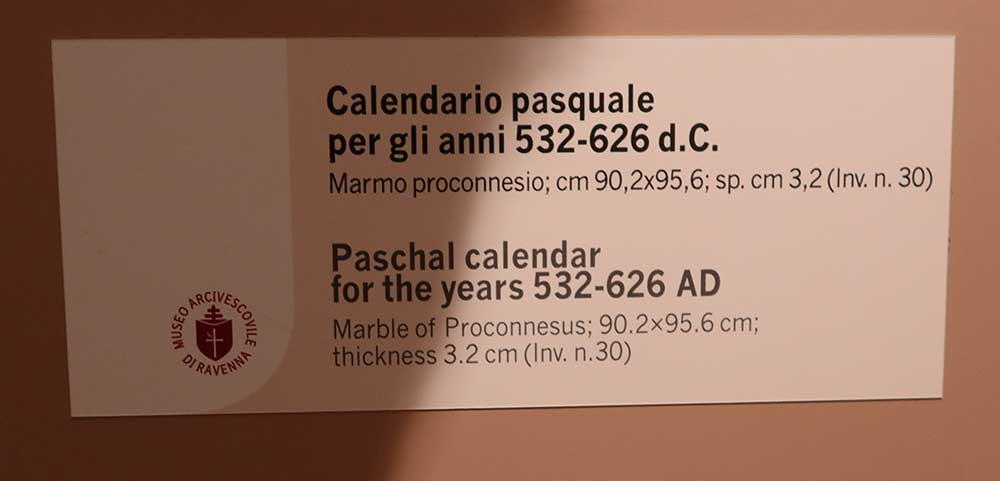 Calendario pasquale
per gli anni 532-626 d.C.
Marmo proconnesio; cm 90,2x95,6; sp. cm 3,2 (Inv. n. 30)
Paschal calendar
for the years 532-626 AD
Marble of Proconnesus; 90.2×95.6 cm;
thickness 3.2 cm (Inv. n.30)
MUSEO ARCIVESCOVILE
DI RAVENNA